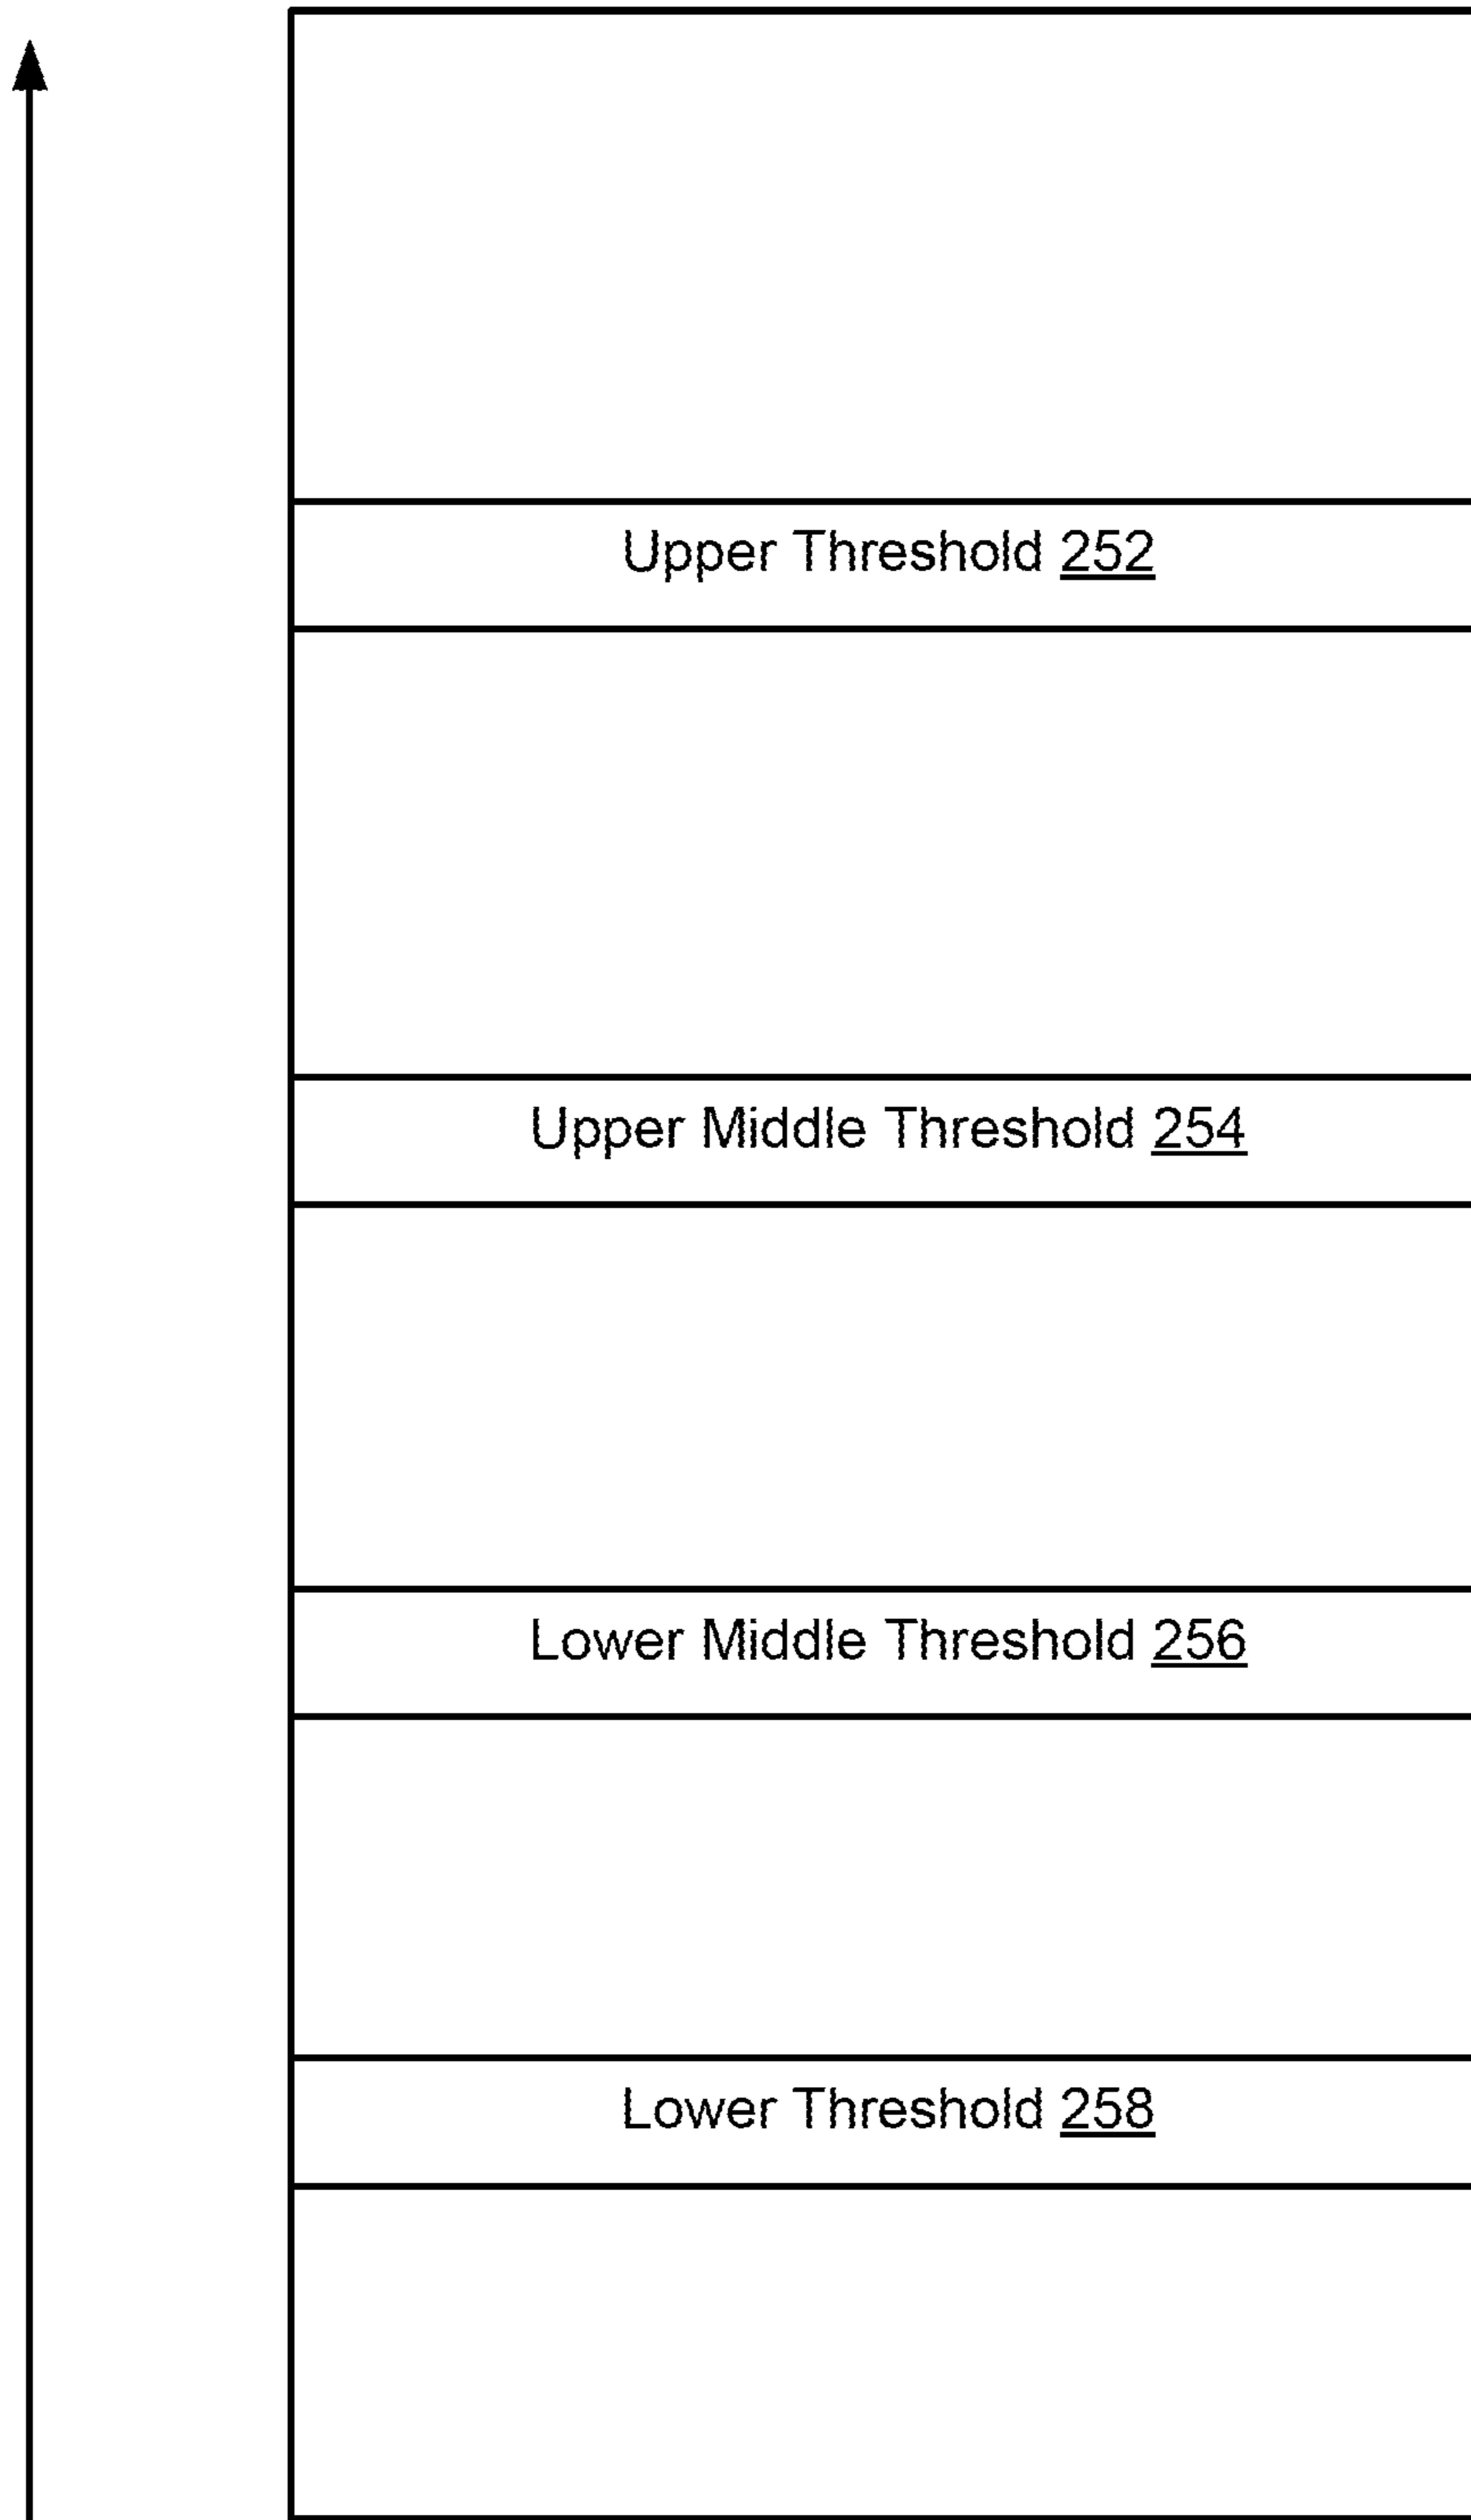 Upper Threshold 252
Upper Middle Threshold 254
Lower Middle Threshold 256
Lower Threshold 258